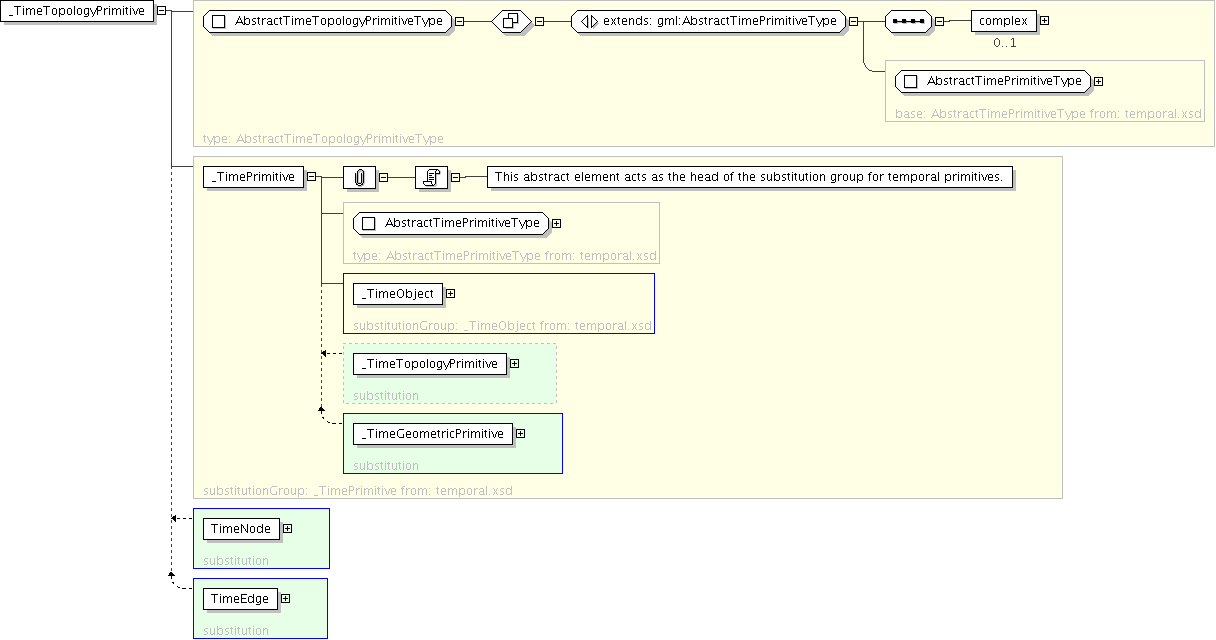 _TimeTopologyPrimitive
AbstractTimeTopologyPrimitiveType
extends: gml:AbstractTimePrimitiveType
complex
0..1
AbstractTimePrimitiveType
base: AbstractTimePrimitiveType from: temporal.xsd
type: AbstractTimeTopologyPrimitiveType
_TimePrimitive
This abstract element acts as the head of the substitution group for temporal primitives.
AbstractTimePrimitiveType
type: AbstractTimePrimitiveType from: temporal.xsd
_TimeObject
substitutionGroup: _TimeObject from: temporal.xsd
_TimeTopologyPrimitive
substitution
_TimeGeometricPrimitive
substitution
substitutionGroup: _TimePrimitive from: temporal.xsd
TimeNode
substitution
TimeEdge
substitution